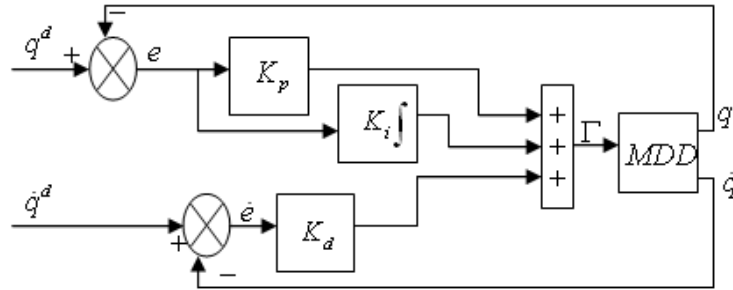 −
q^d
+
e
K_p
K_i ∫
+
+
+
Γ
MDD
q
q̇
q̇^d
+
ė
K_d
−